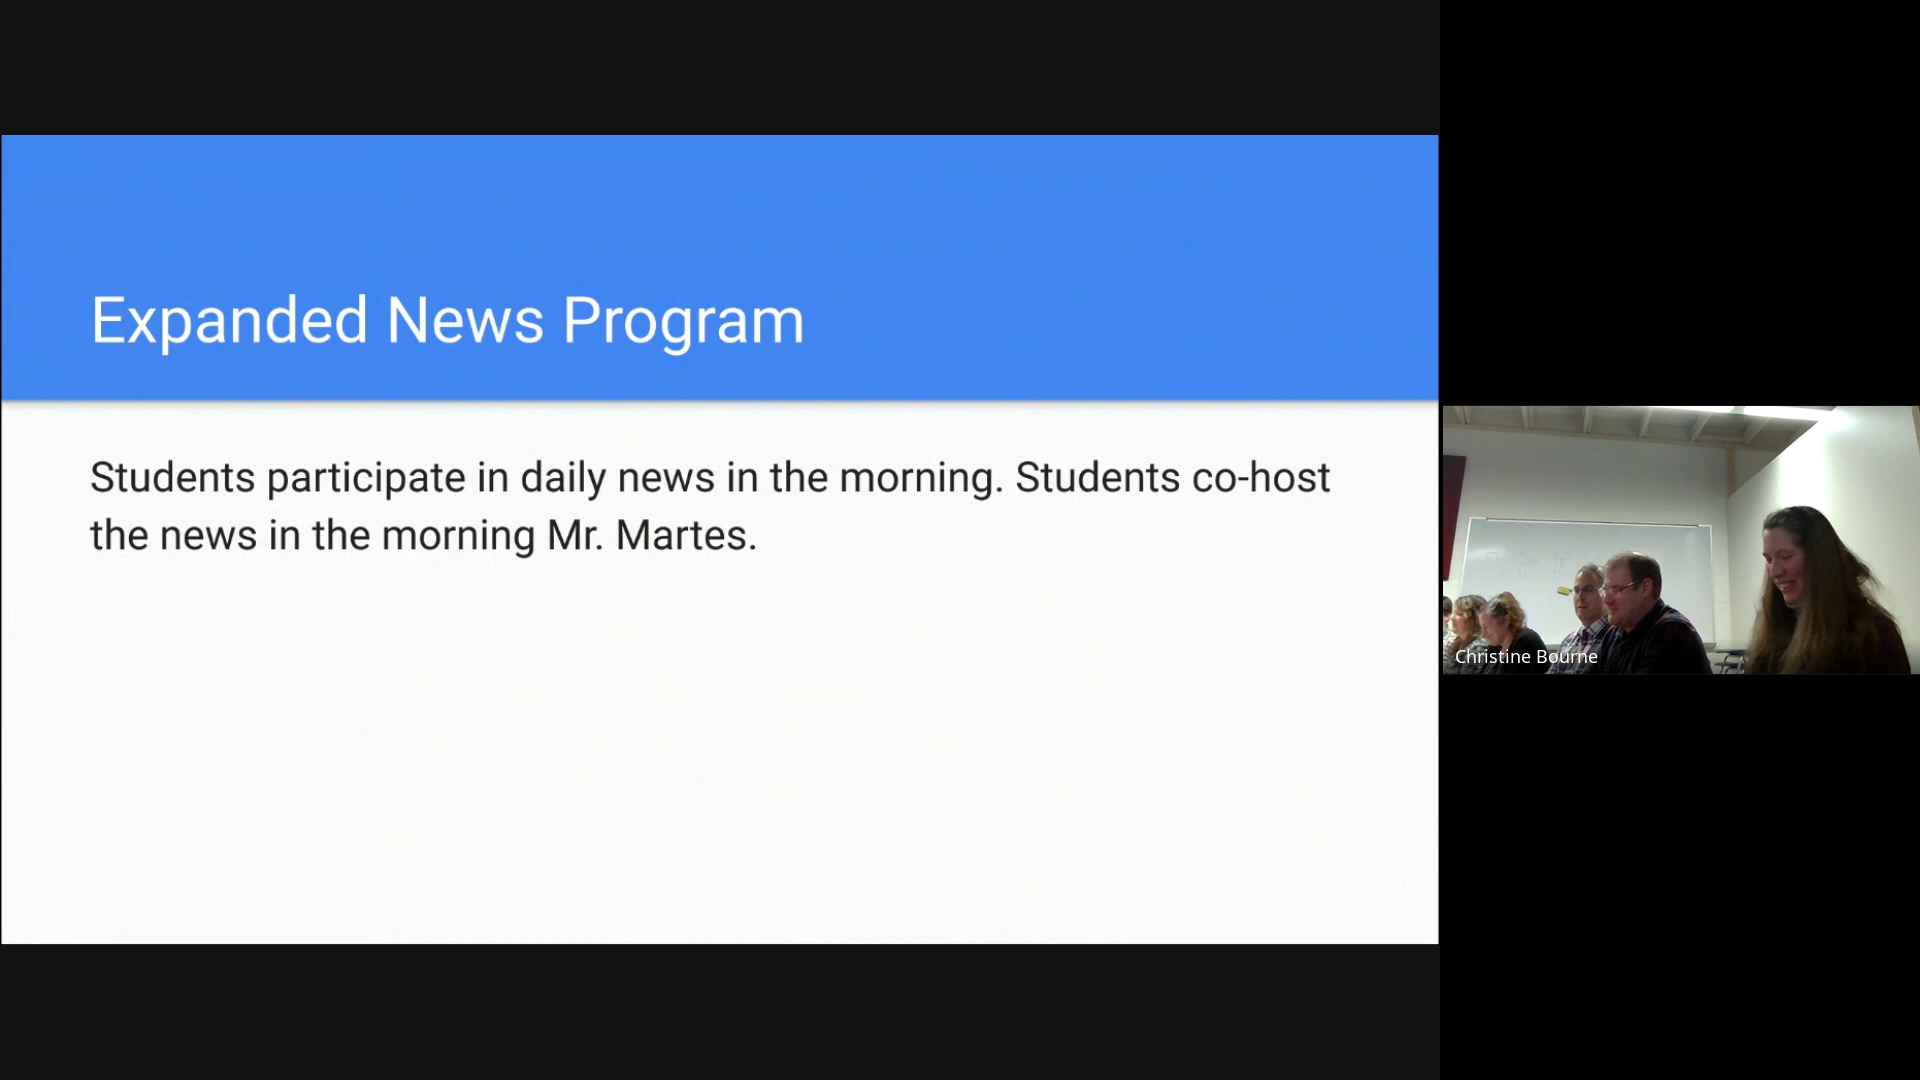 Expanded News Program
Students participate in daily news in the morning. Students co-host
the news in the morning Mr. Martes.
Christine Bourne